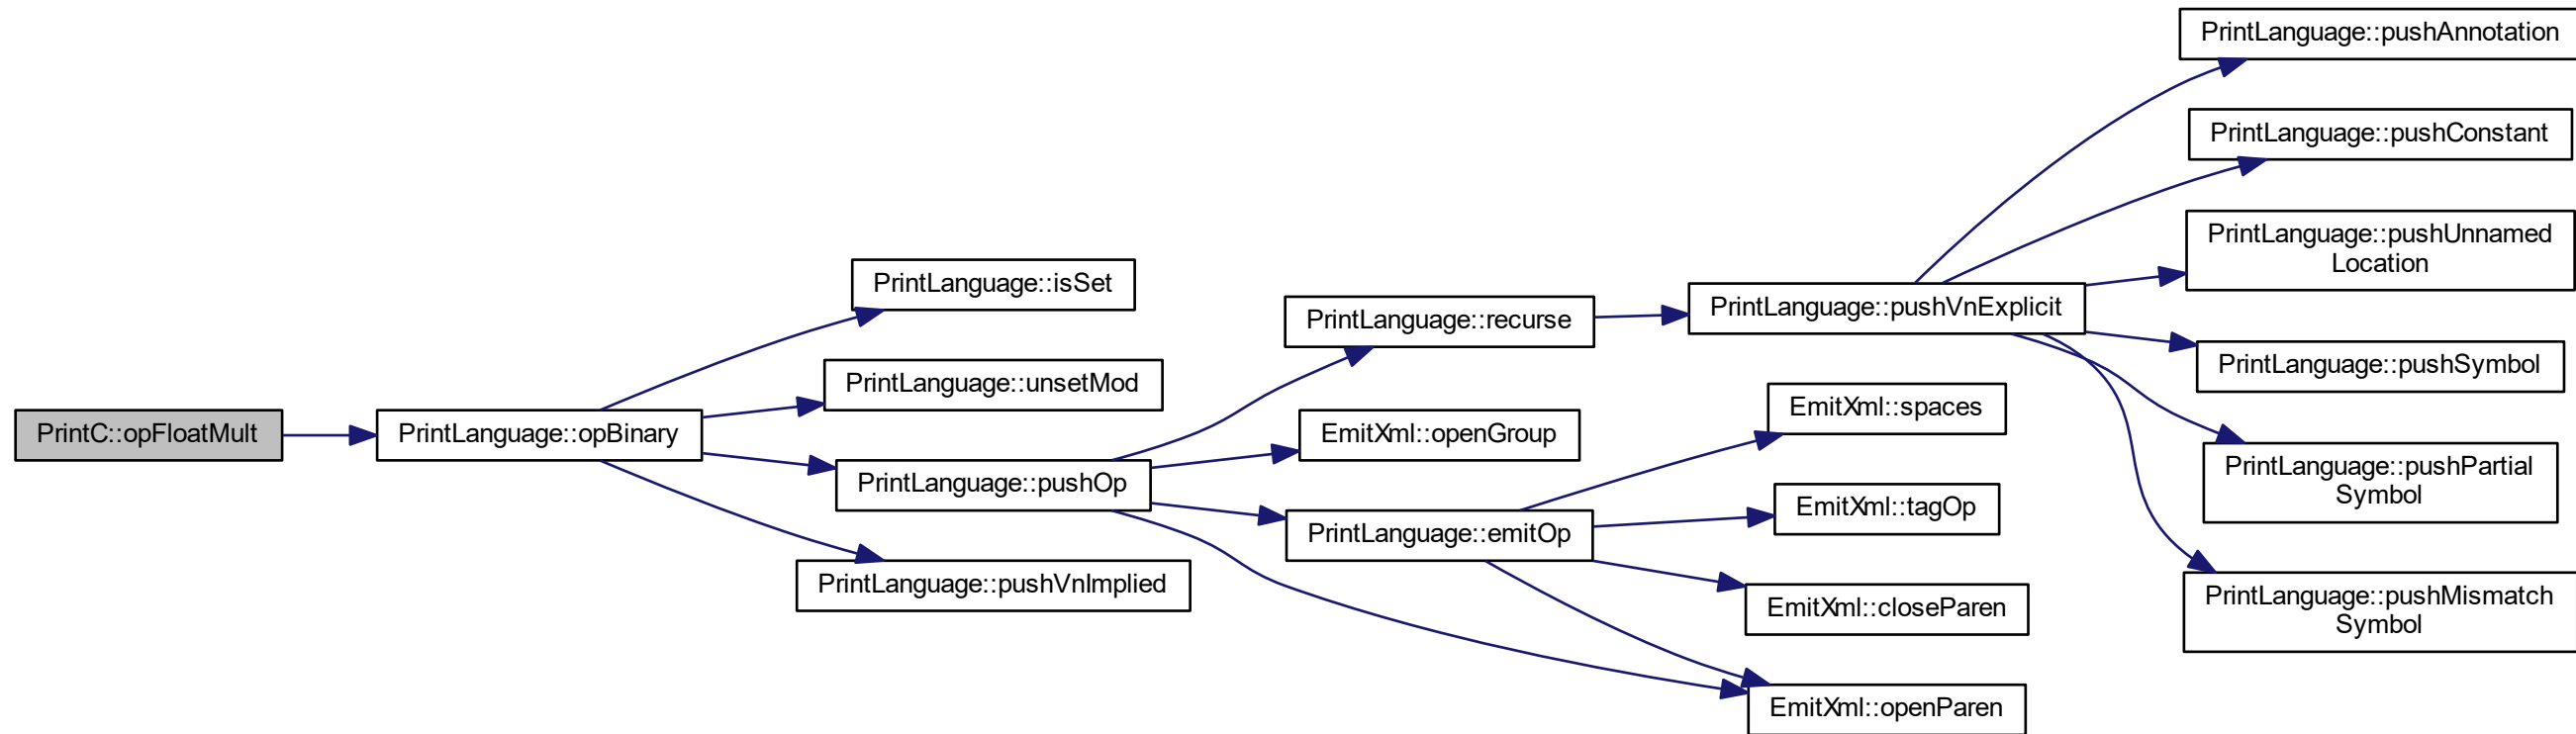 PrintC::opFloatMult
PrintLanguage::opBinary
PrintLanguage::isSet
PrintLanguage::unsetMod
PrintLanguage::pushOp
PrintLanguage::pushVnImplied
PrintLanguage::recurse
EmitXml::openGroup
PrintLanguage::emitOp
PrintLanguage::pushVnExplicit
EmitXml::spaces
EmitXml::tagOp
EmitXml::closeParen
EmitXml::openParen
PrintLanguage::pushAnnotation
PrintLanguage::pushConstant
PrintLanguage::pushUnnamed
Location
PrintLanguage::pushSymbol
PrintLanguage::pushPartial
Symbol
PrintLanguage::pushMismatch
Symbol